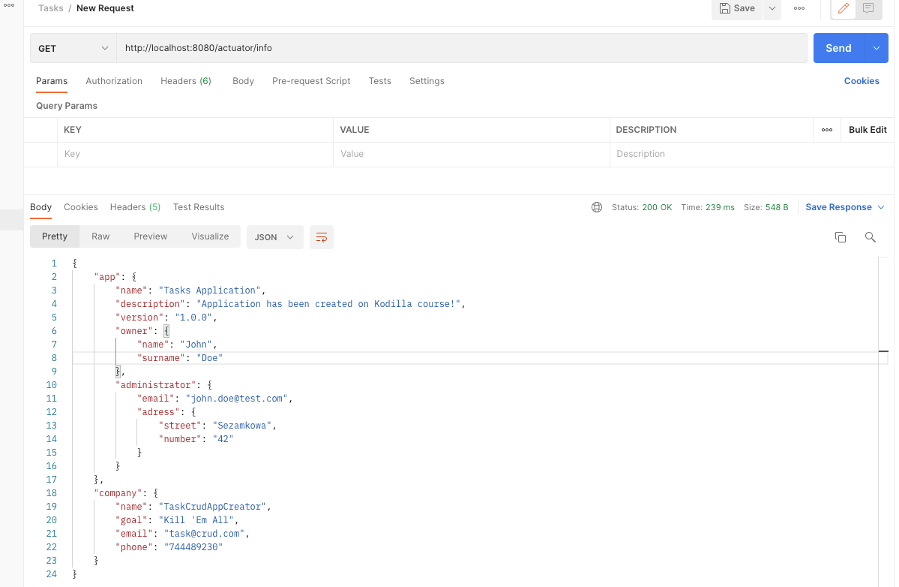 Tasks / New Request
Save
GET http://localhost:8080/actuator/info Send
Params Authorization Headers (6) Body Pre-request Script Tests Settings Cookies
Query Params
KEY VALUE DESCRIPTION Bulk Edit
Key Value Description
Body Cookies Headers (5) Test Results Status: 200 OK Time: 239 ms Size: 548 B Save Response
Pretty Raw Preview Visualize JSON
1 {
2 "app": {
3 "name": "Tasks Application",
4 "description": "Application has been created on Kodilla course!",
5 "version": "1.0.0",
6 "owner": {
7 "name": "John",
8 "surname": "Doe"
9 },
10 "administrator": {
11 "email": "john.doe@test.com",
12 "adress": {
13 "street": "Sezamkowa",
14 "number": "42"
15 }
16 }
17 },
18 "company": {
19 "name": "TaskCrudAppCreator",
20 "goal": "Kill 'Em All",
21 "email": "task@crud.com",
22 "phone": "744489230"
23 }
24 }